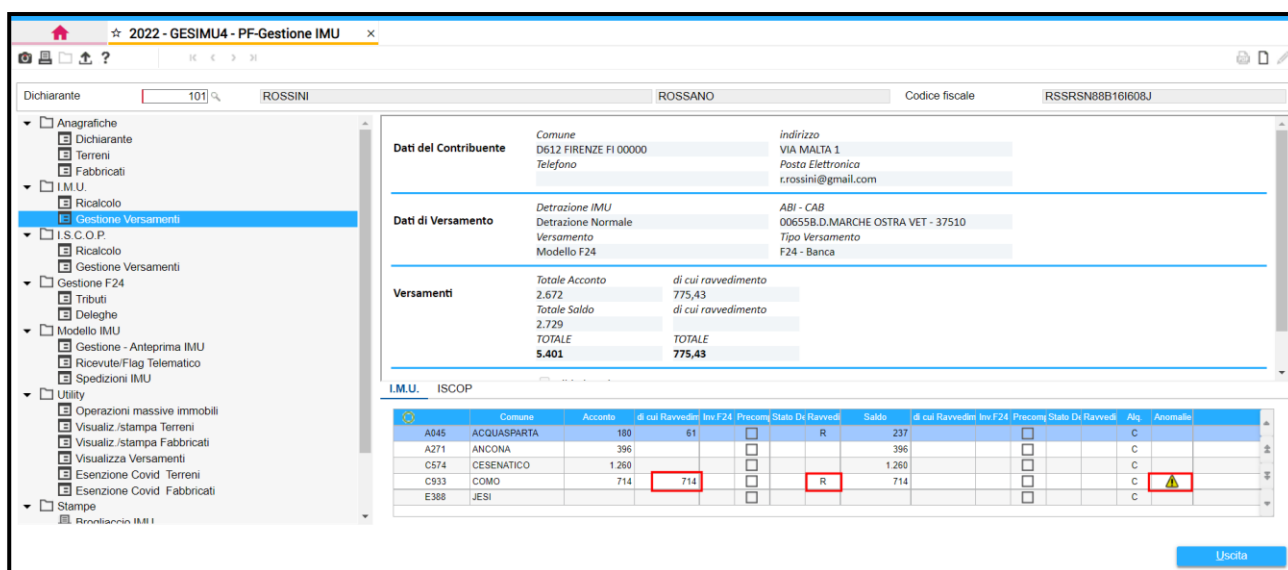 ☆ 2022 - GESIMU4 - PF-Gestione IMU ×
?
Dichiarante 101 ROSSINI ROSSANO Codice fiscale RSSRSN88B16I608J
Anagrafiche
Dichiarante
Terreni
Fabbricati
I.M.U.
Ricalcolo
Gestione Versamenti
I.S.C.O.P.
Ricalcolo
Gestione Versamenti
Gestione F24
Tributi
Deleghe
Modello IMU
Gestione - Anteprima IMU
Ricevute/Flag Telematico
Spedizioni IMU
Utility
Operazioni massive immobili
Visualiz./stampa Terreni
Visualiz./stampa Fabbricati
Visualizza Versamenti
Esenzione Covid Terreni
Esenzione Covid Fabbricati
Stampe
Brogliaccio IMU
Comune indirizzo
Dati del Contribuente D612 FIRENZE FI 00000 VIA MALTA 1
Telefono Posta Elettronica
r.rossini@gmail.com
Detrazione IMU ABI - CAB
Dati di Versamento Detrazione Normale 00655B.D.MARCHE OSTRA VET - 37510
Versamento Tipo Versamento
Modello F24 F24 - Banca
Totale Acconto di cui ravvedimento
Versamenti 2.672 775,43
Totale Saldo di cui ravvedimento
2.729
TOTALE TOTALE
5.401 775,43
I.M.U. ISCOP
Comune Acconto di cui Ravvedim Inv.F24 Precom Stato De Ravvedi Saldo di cui Ravvedim Inv.F24 Precom Stato De Ravvedi Alq. Anomalie
A045 ACQUASPARTA 180 61 R 237 C
A271 ANCONA 396 396 C
C574 CESENATICO 1.260 1.260 C
C933 COMO 714 714 R 714 C
E388 JESI C
Uscita